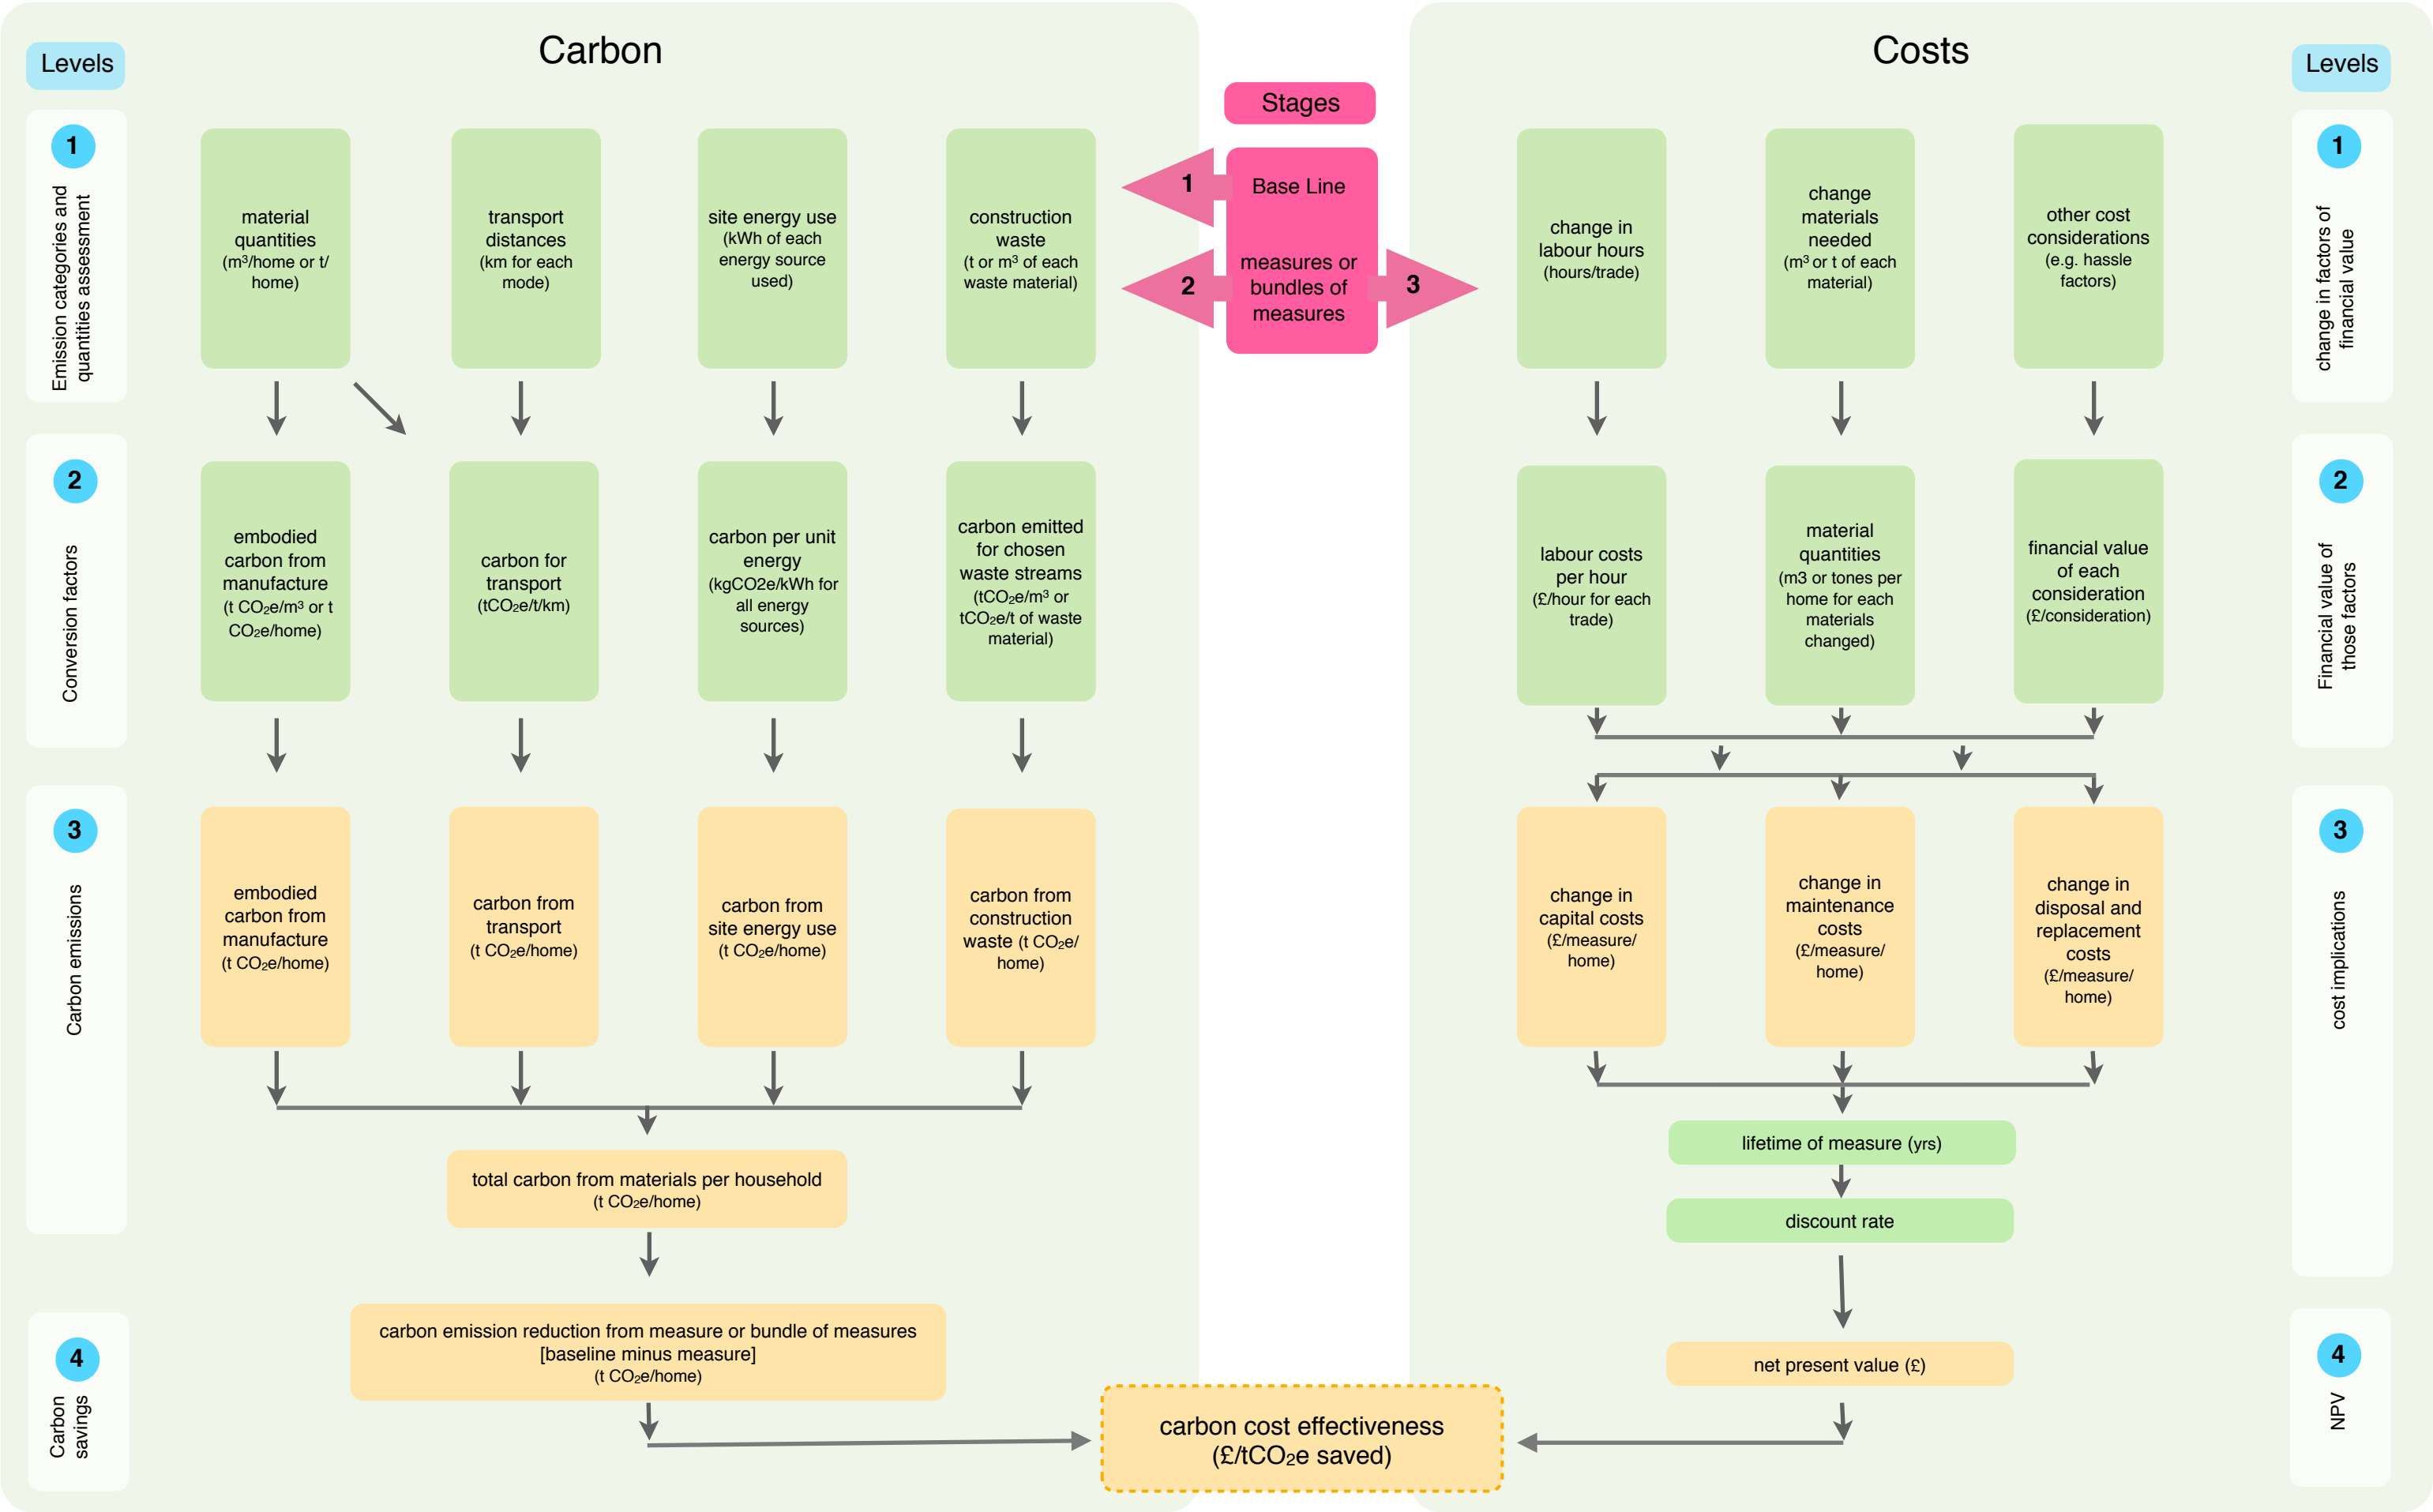 Carbon
Costs
Levels
Levels
Stages
1
Emission categories and
quantities assessment
material
quantities
(m³/home or t/
home)
transport
distances
(km for each
mode)
site energy use
(kWh of each
energy source
used)
construction
waste
(t or m³ of each
waste material)
1
Base Line
2
measures or
bundles of
measures
3
change in
labour hours
(hours/trade)
change
materials
needed
(m³ or t of each
material)
other cost
considerations
(e.g. hassle
factors)
1
change in factors of
financial value
2
Conversion factors
embodied
carbon from
manufacture
(t CO₂e/m³ or t
CO₂e/home)
carbon for
transport
(tCO₂e/t/km)
carbon per unit
energy
(kgCO2e/kWh for
all energy
sources)
carbon emitted
for chosen
waste streams
(tCO₂e/m³ or
tCO₂e/t of waste
material)
labour costs
per hour
(£/hour for each
trade)
material
quantities
(m3 or tones per
home for each
materials
changed)
financial value
of each
consideration
(£/consideration)
2
Financial value of
those factors
3
Carbon emissions
embodied
carbon from
manufacture
(t CO₂e/home)
carbon from
transport
(t CO₂e/home)
carbon from
site energy use
(t CO₂e/home)
carbon from
construction
waste (t CO₂e/
home)
change in
capital costs
(£/measure/
home)
change in
maintenance
costs
(£/measure/
home)
change in
disposal and
replacement
costs
(£/measure/
home)
3
cost implications
total carbon from materials per household
(t CO₂e/home)
lifetime of measure (yrs)
discount rate
4
Carbon
savings
carbon emission reduction from measure or bundle of measures
[baseline minus measure]
(t CO₂e/home)
net present value (£)
4
NPV
carbon cost effectiveness
(£/tCO₂e saved)